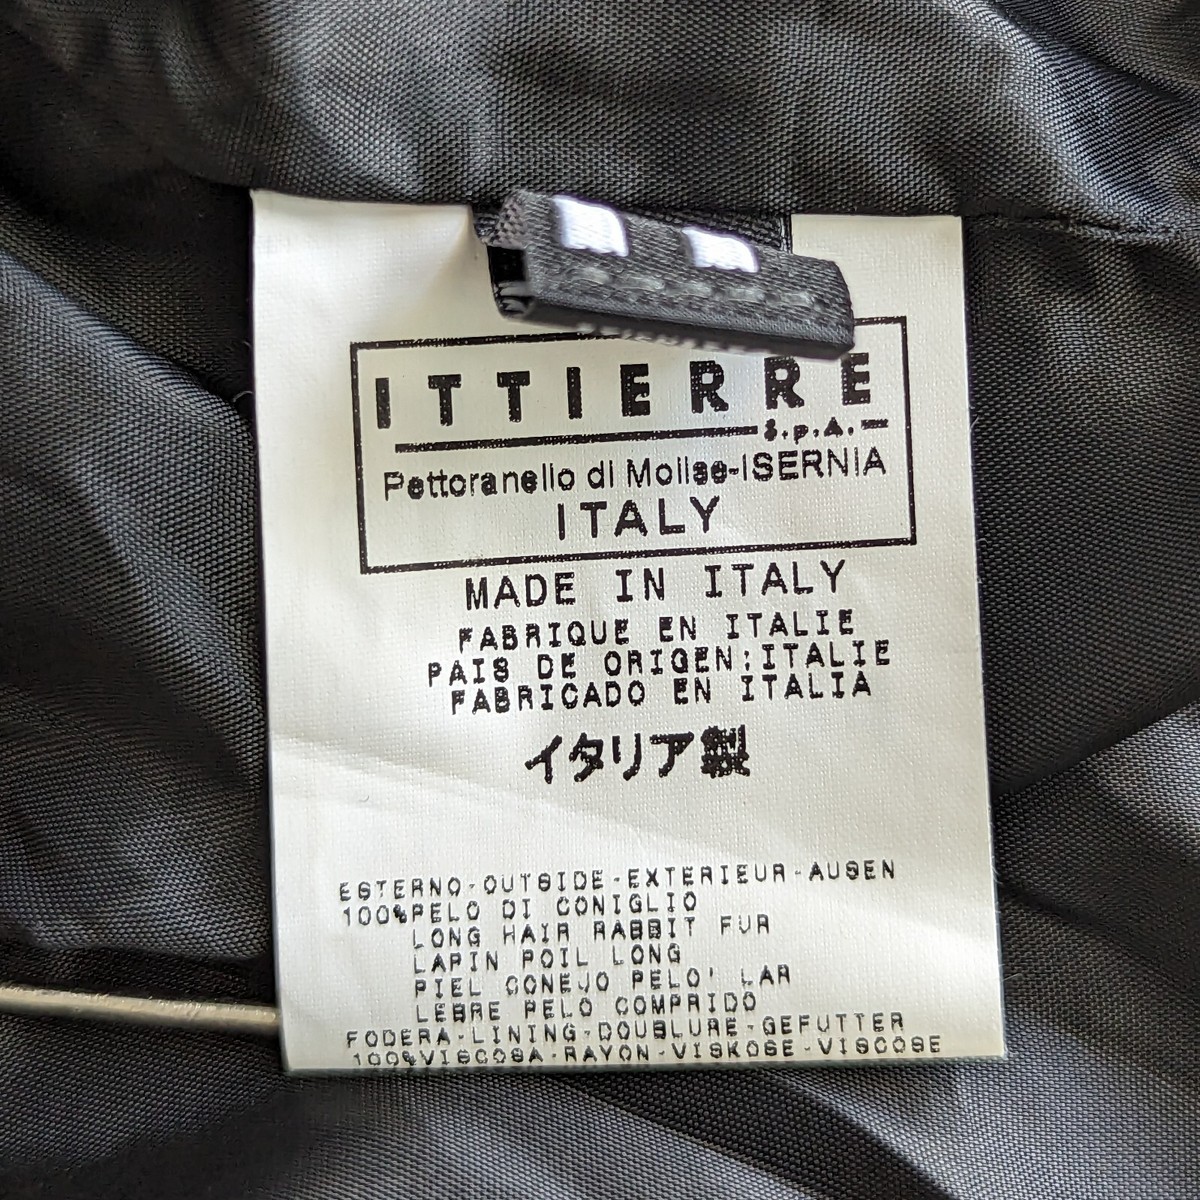 ITTIERRE
S.p.A.
Pettoranello di Molise-ISERNIA
ITALY
MADE IN ITALY
FABRIQUE EN ITALIE
PAIS DE ORIGEN:ITALIE
FABRICADO EN ITALIA
イタリア製
ESTERNO-OUTSIDE-EXTERIEUR-AUSEN
100%PELO DI CONIGLIO
LONG HAIR RABBIT FUR
LAPIN POIL LONG
PIEL CONEJO PELO' LAR
LEBRE PELO COMPRIDO
FODERA-LINING-DOUBLURE-GEFUTTER
100%VISCOSA-RAYON-VISKOSE-VISCOSE